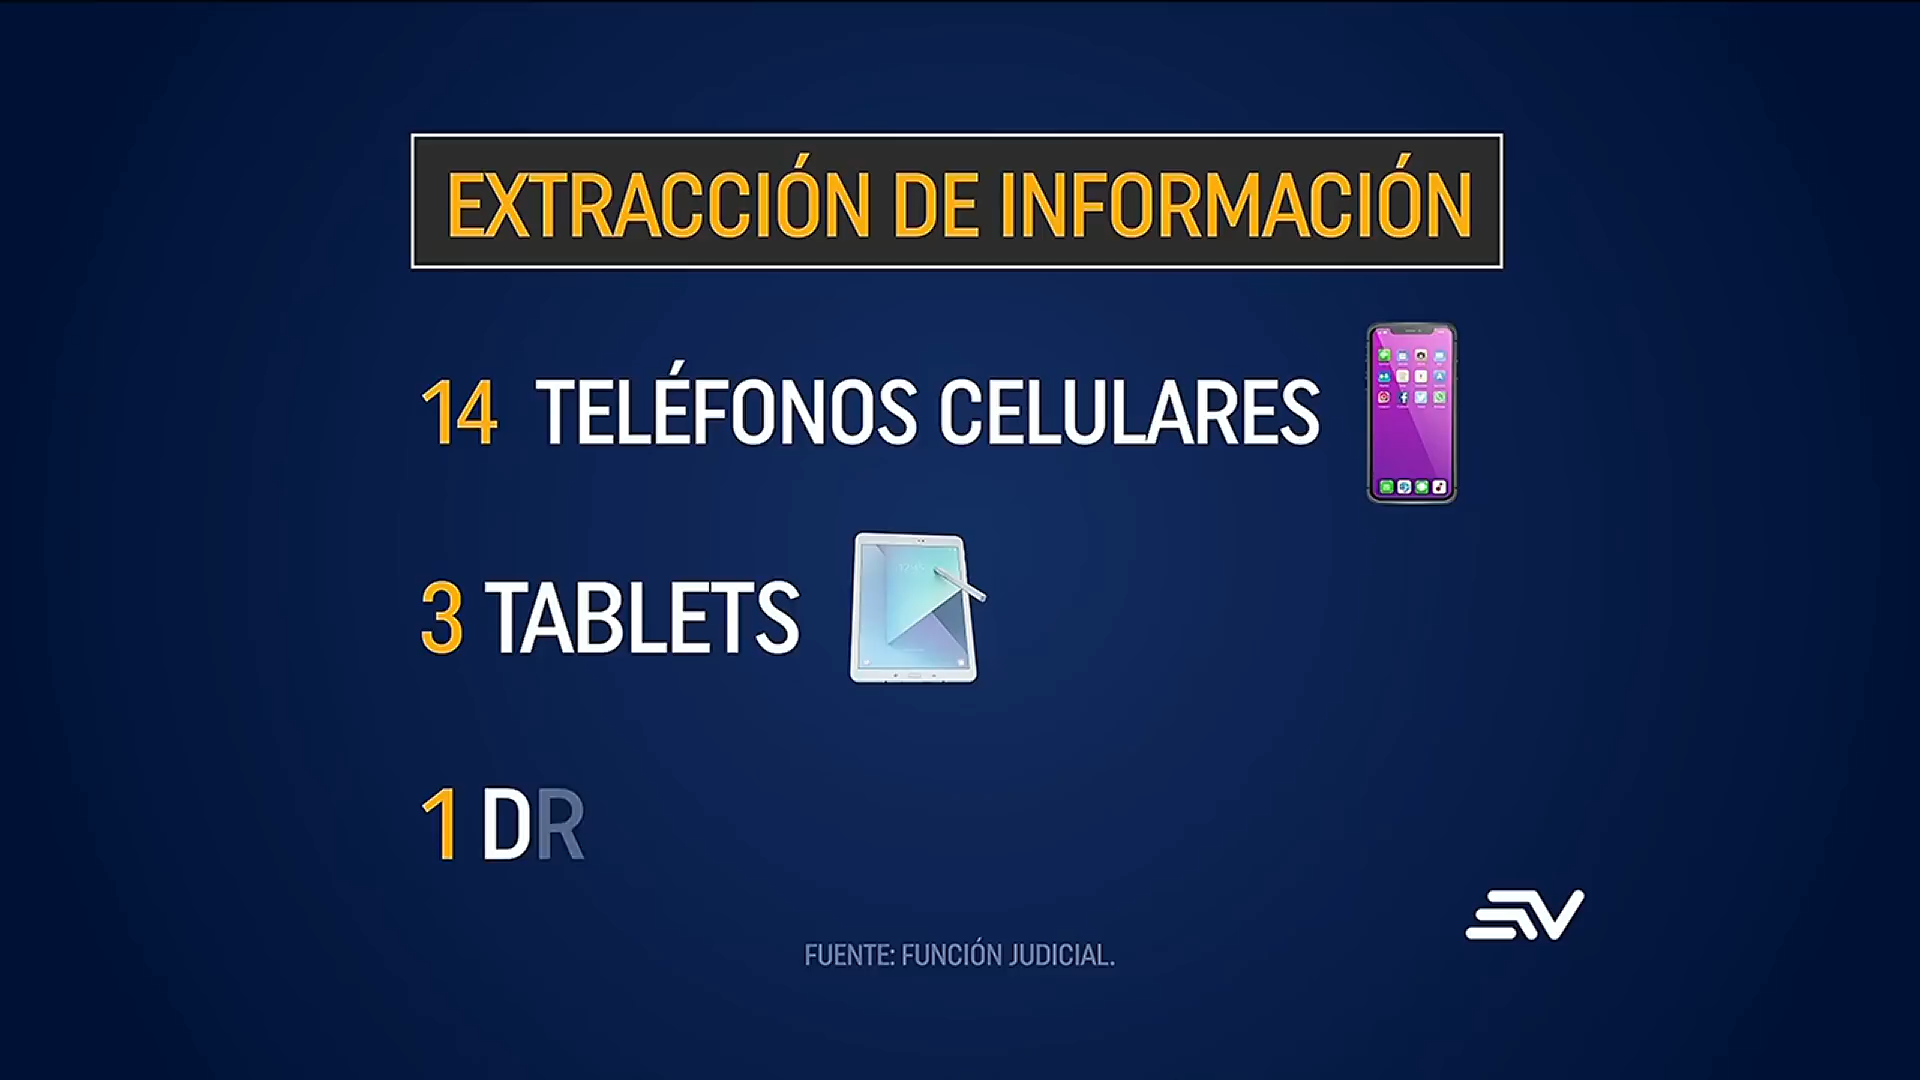 EXTRACCIÓN DE INFORMACIÓN
14 TELÉFONOS CELULARES
3 TABLETS
1 DR
FUENTE: FUNCIÓN JUDICIAL.